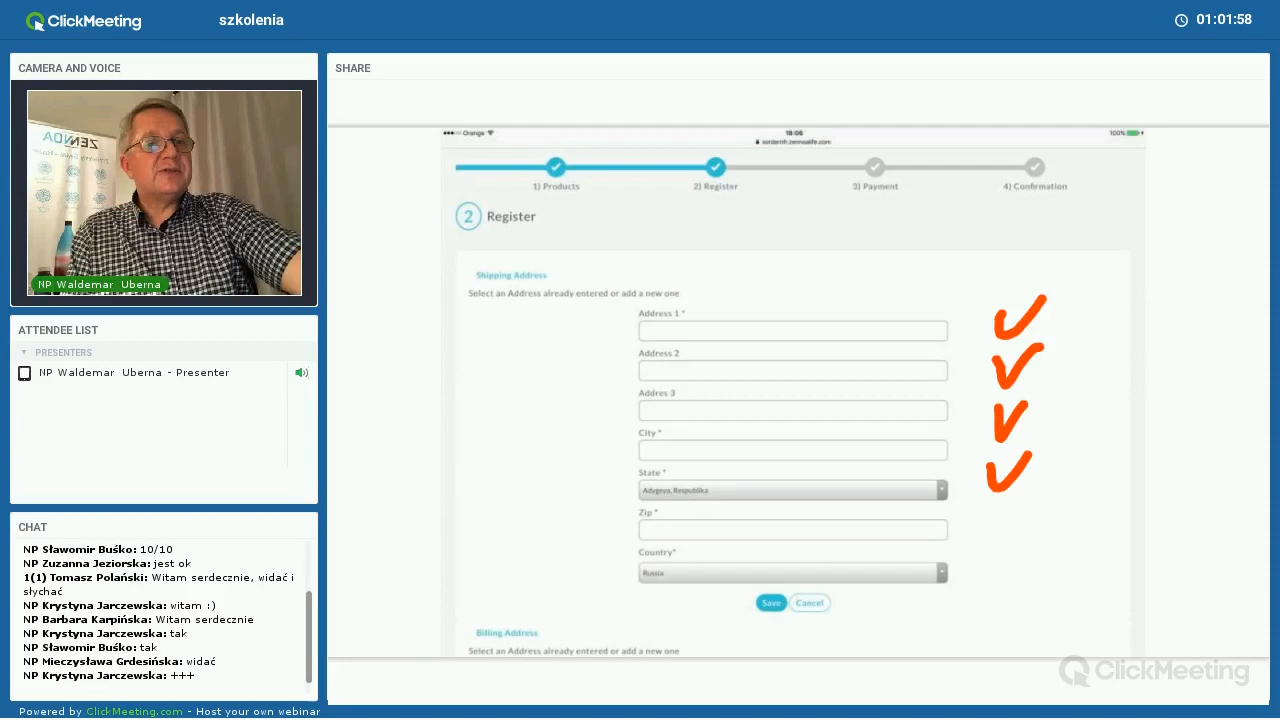 ClickMeeting
szkolenia
01:01:58
CAMERA AND VOICE
ZENNOA
NP Waldemar Uberna
ATTENDEE LIST
PRESENTERS
NP Waldemar Uberna - Presenter
CHAT
NP Sławomir Buśko: 10/10
NP Zuzanna Jeziorska: jest ok
1(1) Tomasz Polański: Witam serdecznie, widać i
słychać
NP Krystyna Jarczewska: witam :)
NP Barbara Karpińska: Witam serdecznie
NP Krystyna Jarczewska: tak
NP Sławomir Buśko: tak
NP Mieczysława Grdesińska: widać
NP Krystyna Jarczewska: +++
Powered by ClickMeeting.com - Host your own webinar
SHARE
Orange
18:06
100%
1) Products
2) Register
3) Payment
4) Confirmation
2 Register
Shipping Address
Select an Address already entered or add a new one
Address 1 *
Address 2
Addres 3
City *
State *
Adygeya, Respublika
Zip *
Country*
Russia
Save
Cancel
Billing Address
Select an Address already entered or add a new one
ClickMeeting